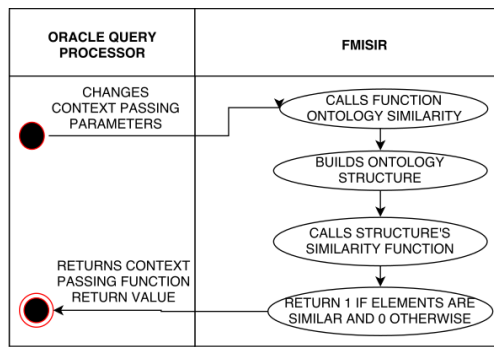 ORACLE QUERY
PROCESSOR
FMISIR
CHANGES
CONTEXT PASSING
PARAMETERS
CALLS FUNCTION
ONTOLOGY SIMILARITY
BUILDS ONTOLOGY
STRUCTURE
CALLS STRUCTURE'S
SIMILARITY FUNCTION
RETURNS CONTEXT
PASSING FUNCTION
RETURN VALUE
RETURN 1 IF ELEMENTS ARE
SIMILAR AND 0 OTHERWISE